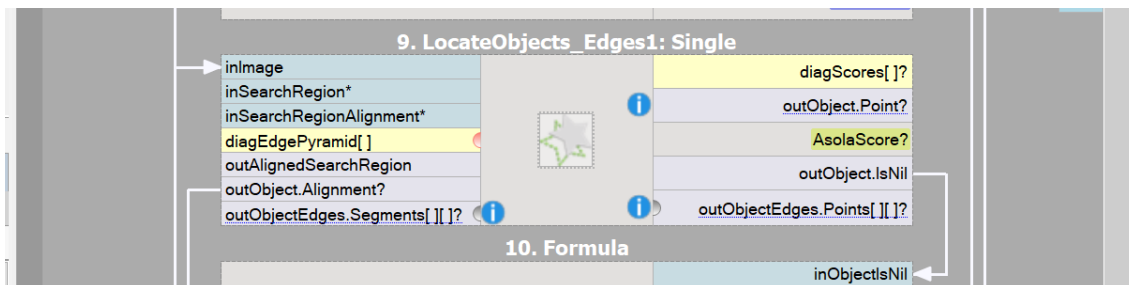 9. LocateObjects_Edges1: Single
inImage
inSearchRegion*
inSearchRegionAlignment*
diagEdgePyramid[ ]
outAlignedSearchRegion
outObject.Alignment?
outObjectEdges.Segments[ ][ ]?
diagScores[ ]?
outObject.Point?
AsolaScore?
outObject.IsNil
outObjectEdges.Points[ ][ ]?
10. Formula
inObjectIsNil